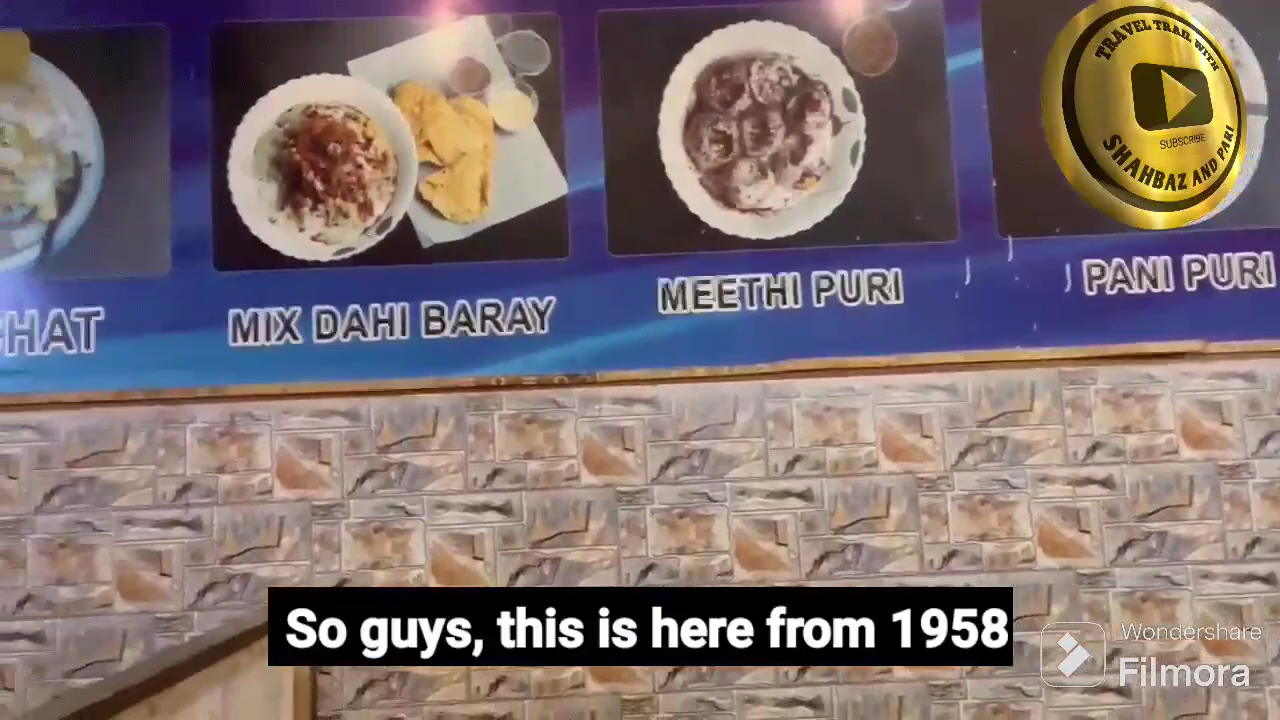 TRAVEL TRAIL WITH
SUBSCRIBE
SHAHBAZ AND PARI
CHAT
MIX DAHI BARAY
MEETHI PURI
PANI PURI
So guys, this is here from 1958
Wondershare
Filmora